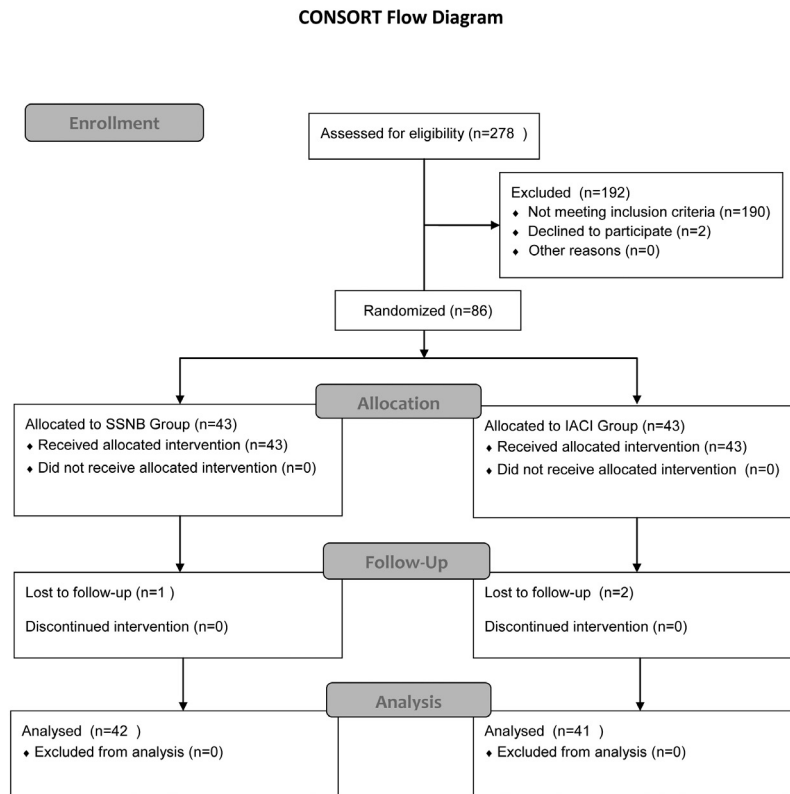 CONSORT Flow Diagram
Enrollment
Assessed for eligibility (n=278  )
Excluded  (n=192)
♦ Not meeting inclusion criteria (n=190)
♦ Declined to participate (n=2)
♦ Other reasons (n=0)
Randomized (n=86)
Allocation
Allocated to SSNB Group (n=43)
♦ Received allocated intervention (n=43)
♦ Did not receive allocated intervention (n=0)
Allocated to IACI Group (n=43)
♦ Received allocated intervention (n=43)
♦ Did not receive allocated intervention  (n=0)
Follow-Up
Lost to follow-up (n=1 )
Discontinued intervention (n=0)
Lost to follow-up  (n=2)
Discontinued intervention (n=0)
Analysis
Analysed  (n=42  )
♦ Excluded from analysis (n=0)
Analysed  (n=41  )
♦ Excluded from analysis (n=0)